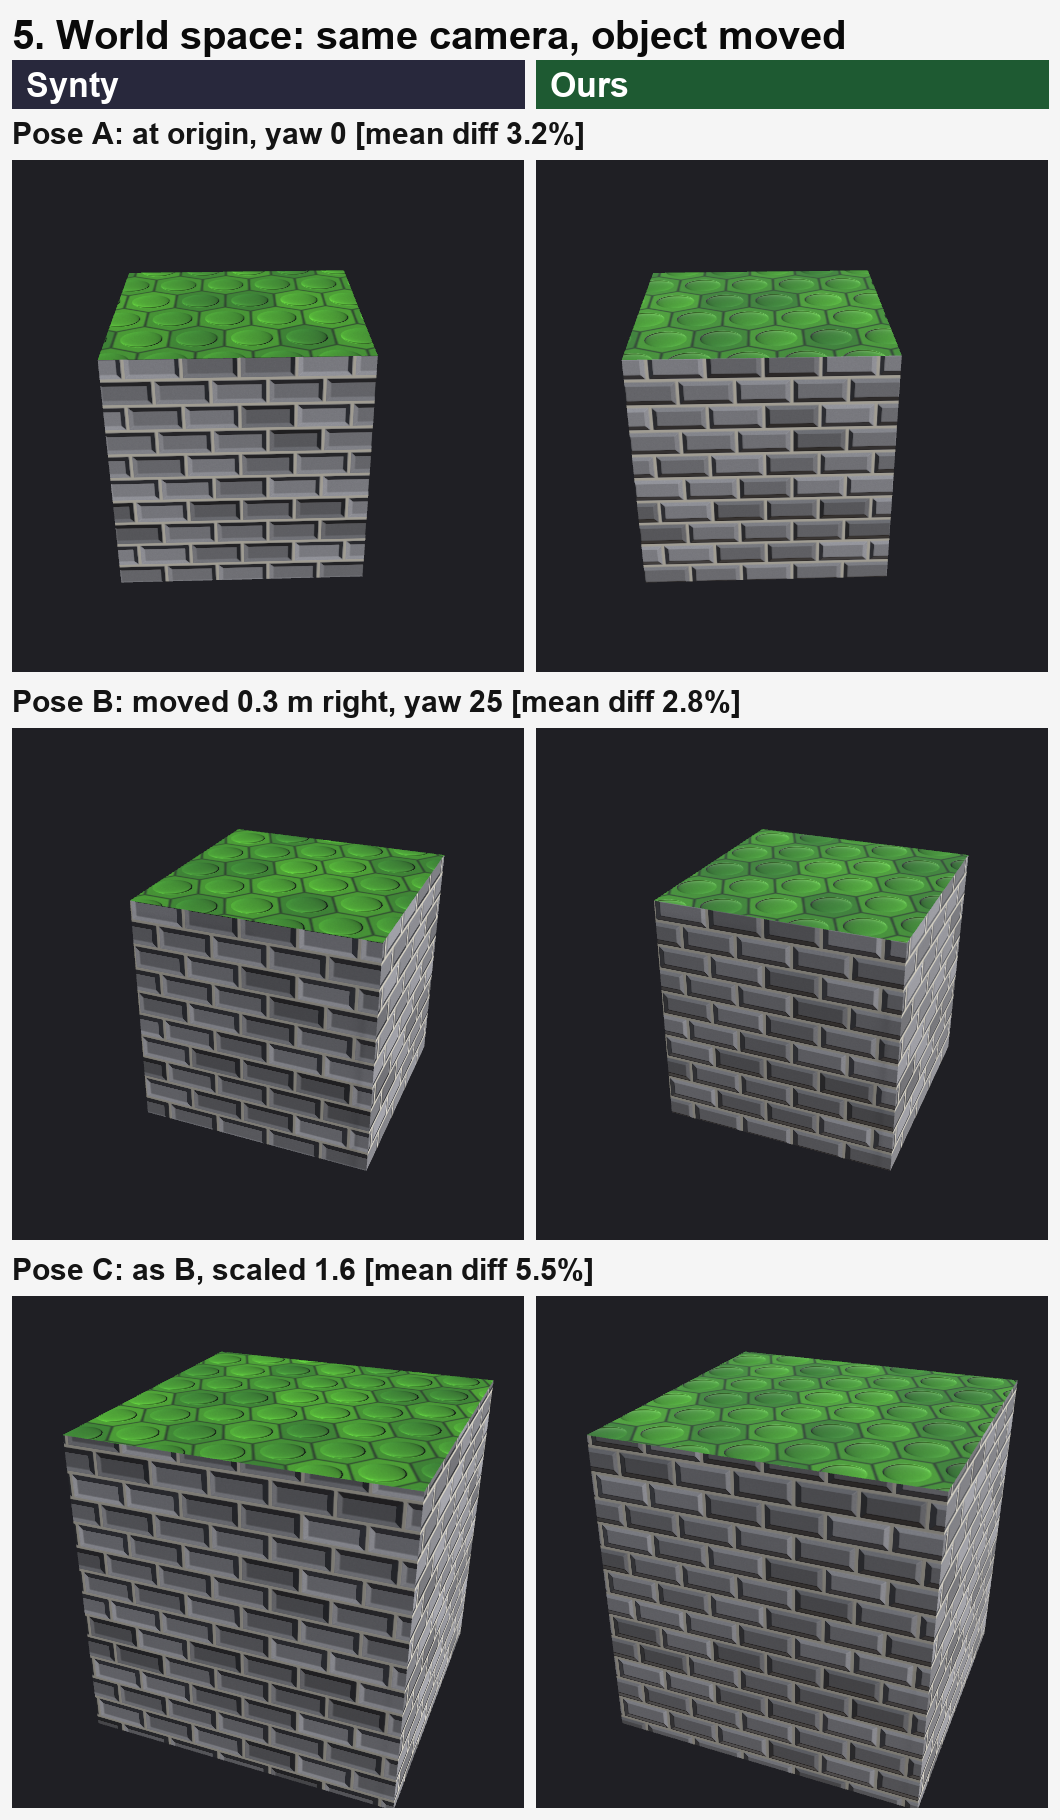 5. World space: same camera, object moved
Synty
Ours
Pose A: at origin, yaw 0 [mean diff 3.2%]
Pose B: moved 0.3 m right, yaw 25 [mean diff 2.8%]
Pose C: as B, scaled 1.6 [mean diff 5.5%]